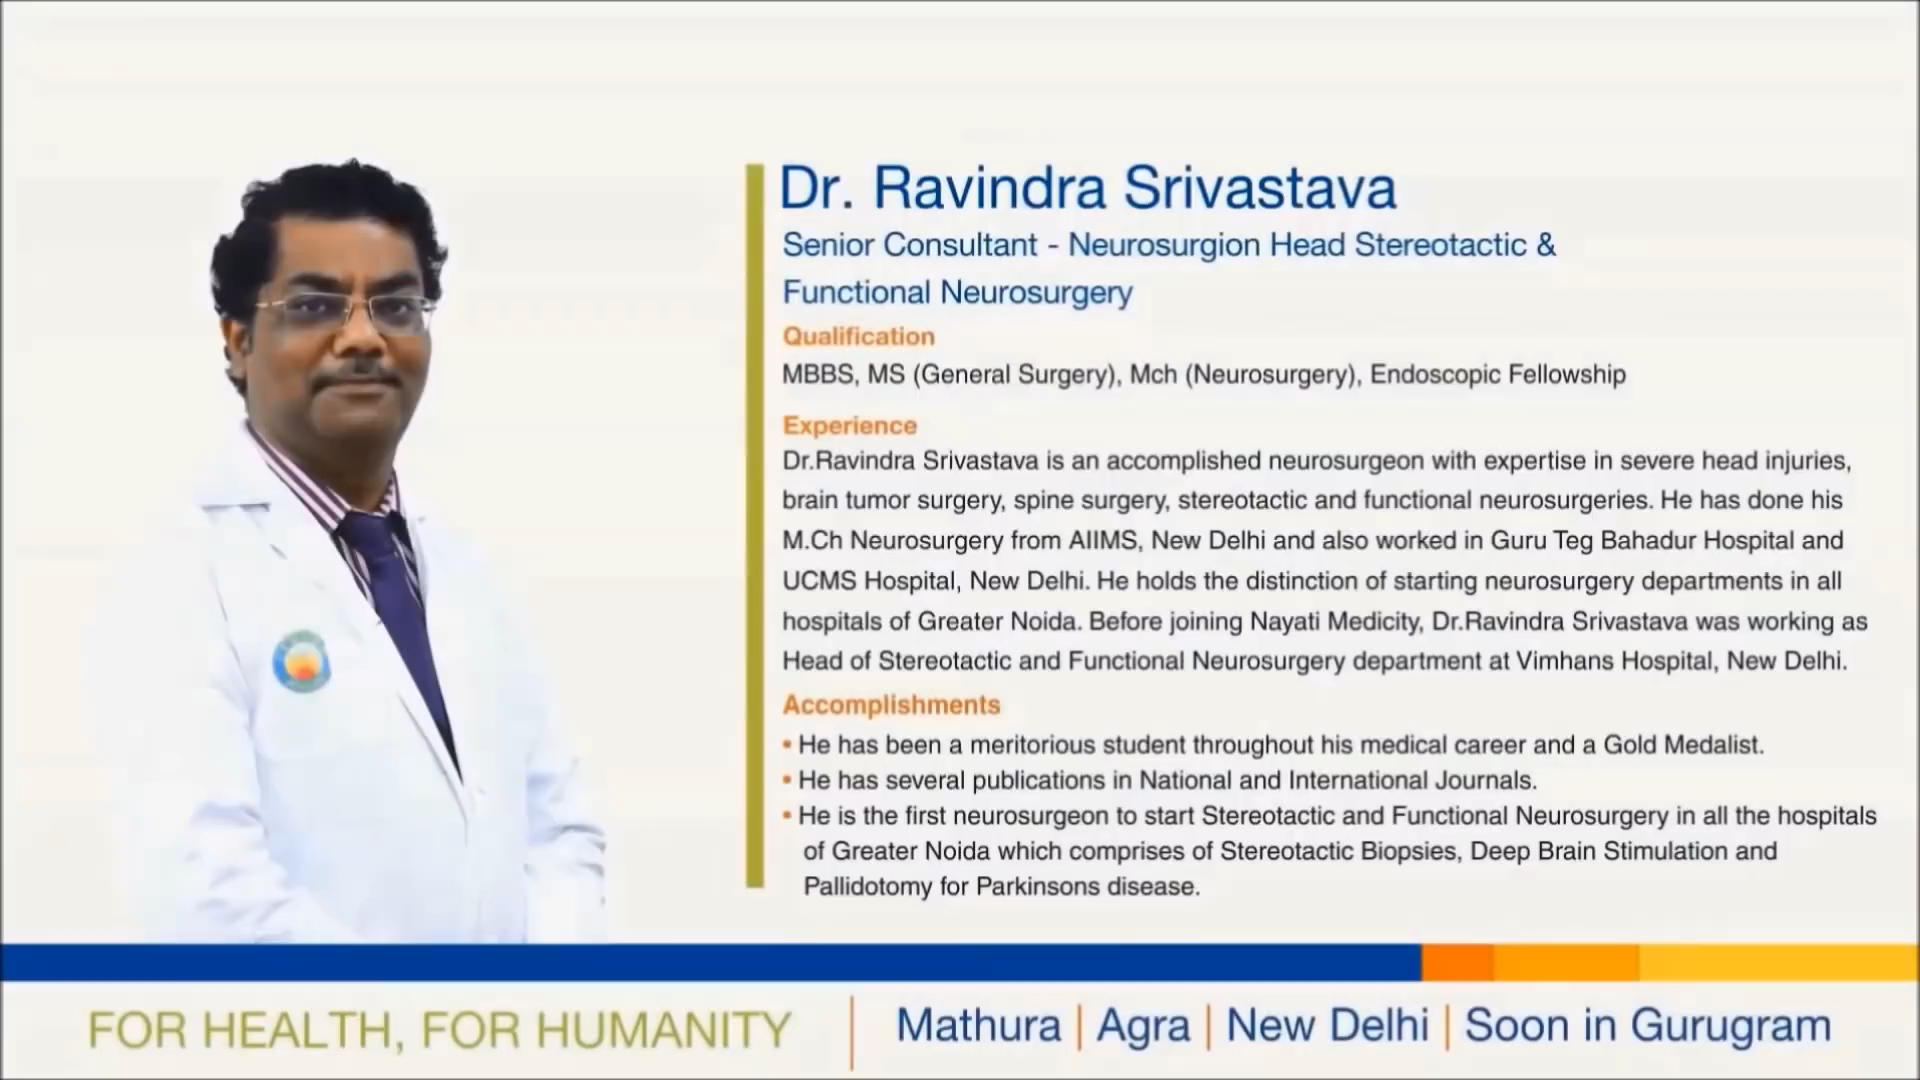 Dr. Ravindra Srivastava
Senior Consultant - Neurosurgion Head Stereotactic &
Functional Neurosurgery
Qualification
MBBS, MS (General Surgery), Mch (Neurosurgery), Endoscopic Fellowship
Experience
Dr.Ravindra Srivastava is an accomplished neurosurgeon with expertise in severe head injuries,
brain tumor surgery, spine surgery, stereotactic and functional neurosurgeries. He has done his
M.Ch Neurosurgery from AIIMS, New Delhi and also worked in Guru Teg Bahadur Hospital and
UCMS Hospital, New Delhi. He holds the distinction of starting neurosurgery departments in all
hospitals of Greater Noida. Before joining Nayati Medicity, Dr.Ravindra Srivastava was working as
Head of Stereotactic and Functional Neurosurgery department at Vimhans Hospital, New Delhi.
Accomplishments
• He has been a meritorious student throughout his medical career and a Gold Medalist.
• He has several publications in National and International Journals.
• He is the first neurosurgeon to start Stereotactic and Functional Neurosurgery in all the hospitals
of Greater Noida which comprises of Stereotactic Biopsies, Deep Brain Stimulation and
Pallidotomy for Parkinsons disease.
FOR HEALTH, FOR HUMANITY | Mathura | Agra | New Delhi | Soon in Gurugram